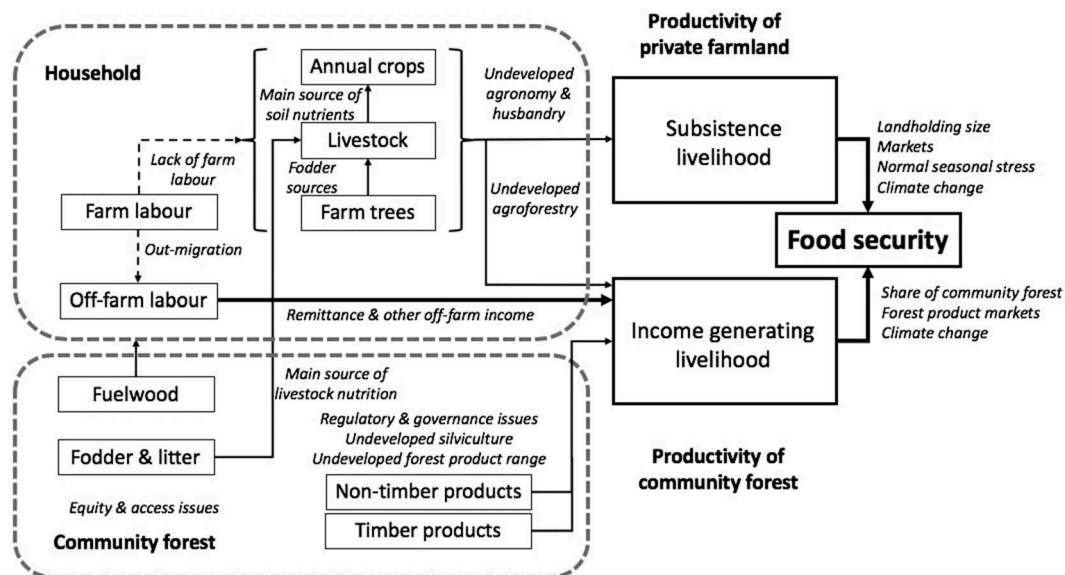 Productivity of
private farmland
Household
Annual crops
Main source of
soil nutrients
Undeveloped
agronomy &
husbandry
Livestock
Lack of farm
labour
Fodder
sources
Farm labour
Farm trees
Undeveloped
agroforestry
Out-migration
Off-farm labour
Remittance & other off-farm income
Subsistence
livelihood
Landholding size
Markets
Normal seasonal stress
Climate change
Food security
Income generating
livelihood
Share of community forest
Forest product markets
Climate change
Fuelwood
Main source of
livestock nutrition
Regulatory & governance issues
Undeveloped silviculture
Undeveloped forest product range
Fodder & litter
Non-timber products
Timber products
Equity & access issues
Community forest
Productivity of
community forest